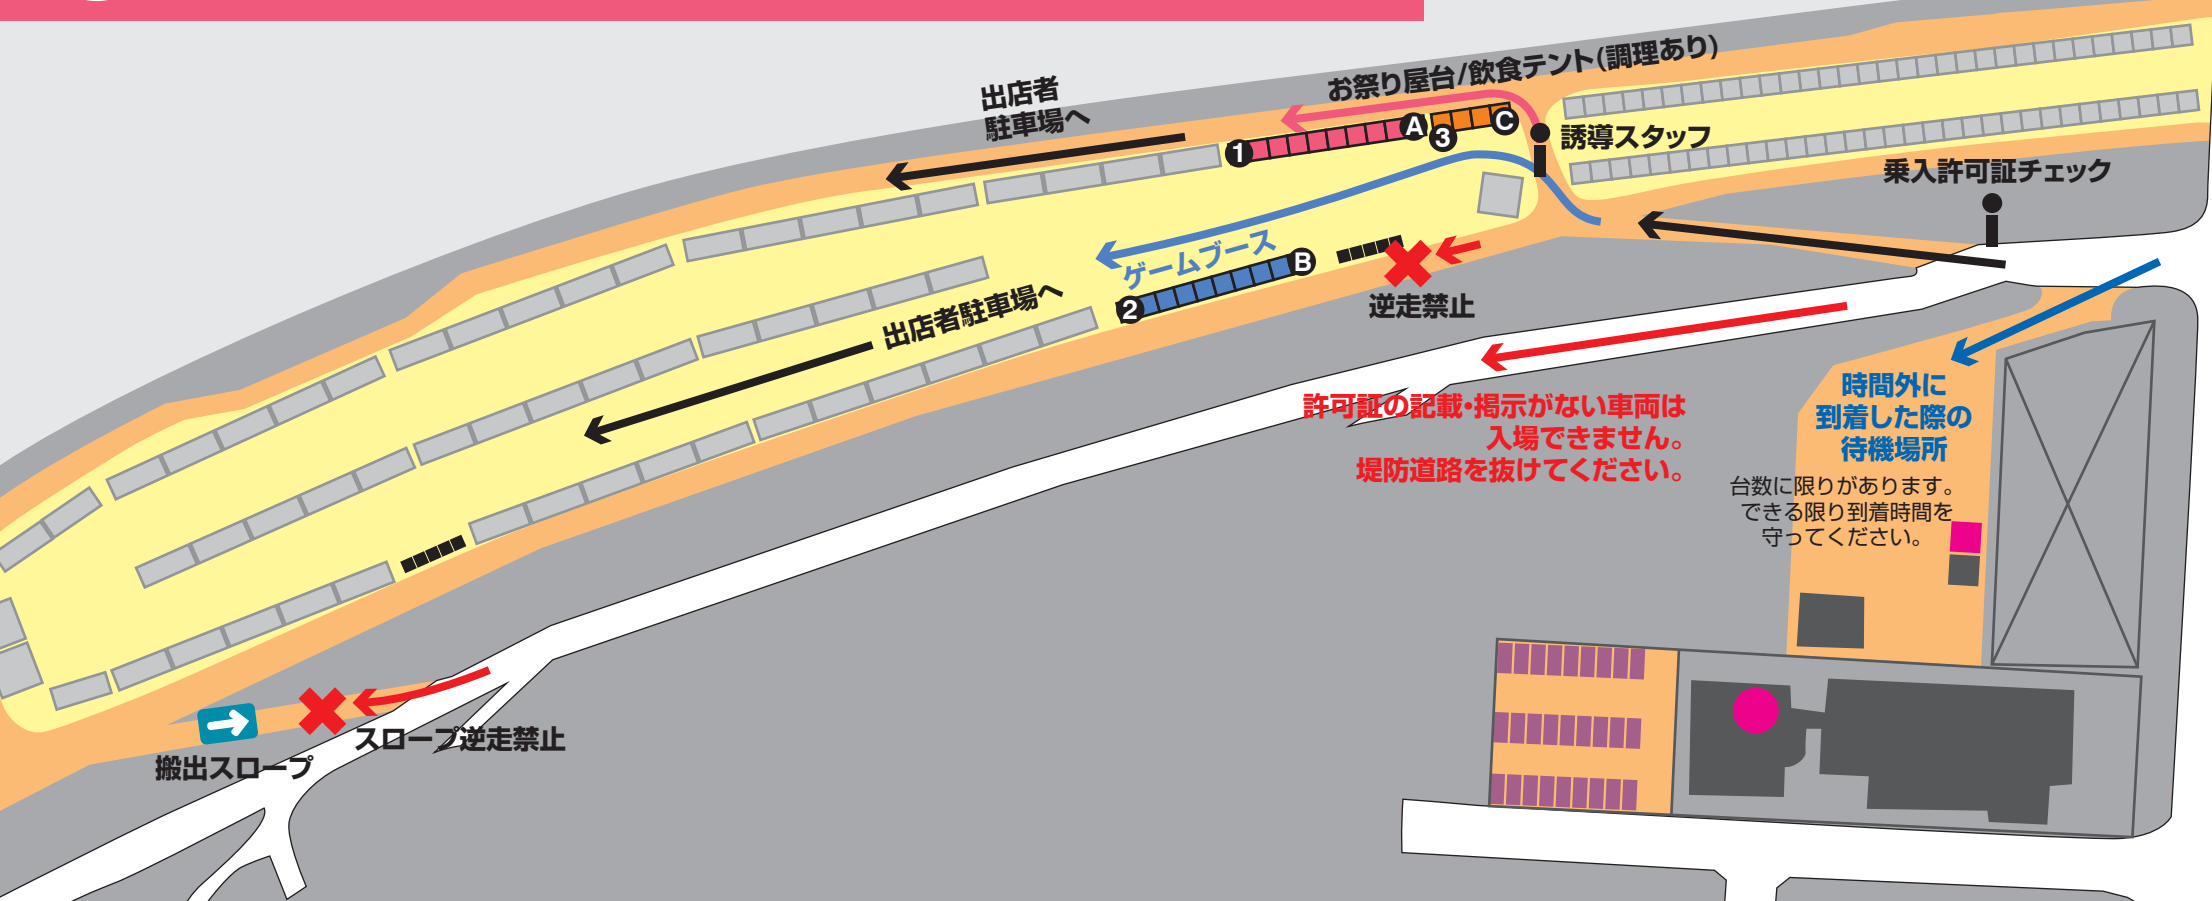 お祭り屋台/飲食テント(調理あり)
出店者
駐車場へ
1
A
3
C
誘導スタッフ
乗入許可証チェック
ゲームブース
2
B
出店者駐車場へ
逆走禁止
許可証の記載・掲示がない車両は
入場できません。
堤防道路を抜けてください。
時間外に
到着した際の
待機場所
台数に限りがあります。
できる限り到着時間を
守ってください。
スロープ逆走禁止
搬出スロープ